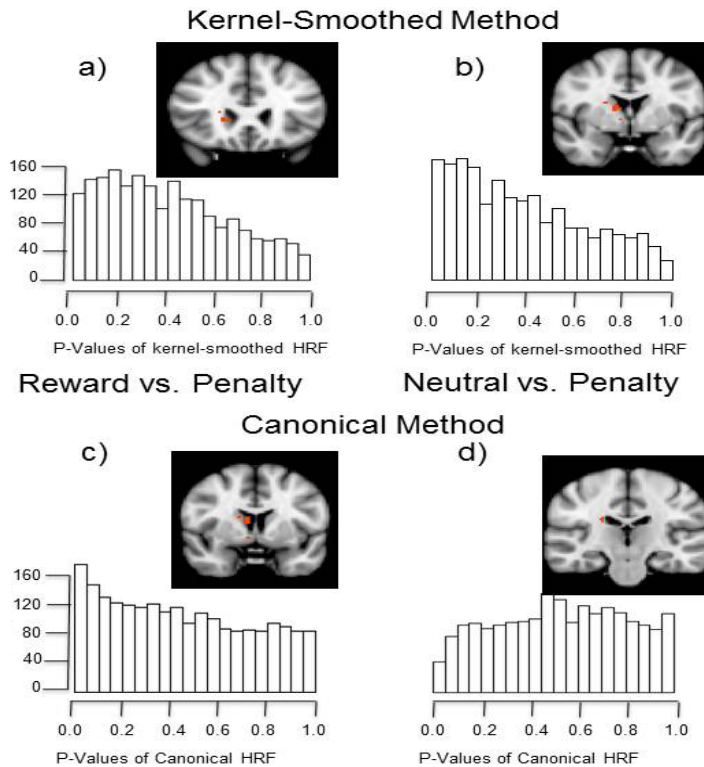 Kernel-Smoothed Method
a)
b)
160
120
80
40
0
0.0 0.2 0.4 0.6 0.8 1.0
0.0 0.2 0.4 0.6 0.8 1.0
P-Values of kernel-smoothed HRF
P-Values of kernel-smoothed HRF
Reward vs. Penalty
Neutral vs. Penalty
Canonical Method
c)
d)
160
120
80
40
0
0.0 0.2 0.4 0.6 0.8 1.0
0.0 0.2 0.4 0.6 0.8 1.0
P-Values of Canonical HRF
P-Values of Canonical HRF